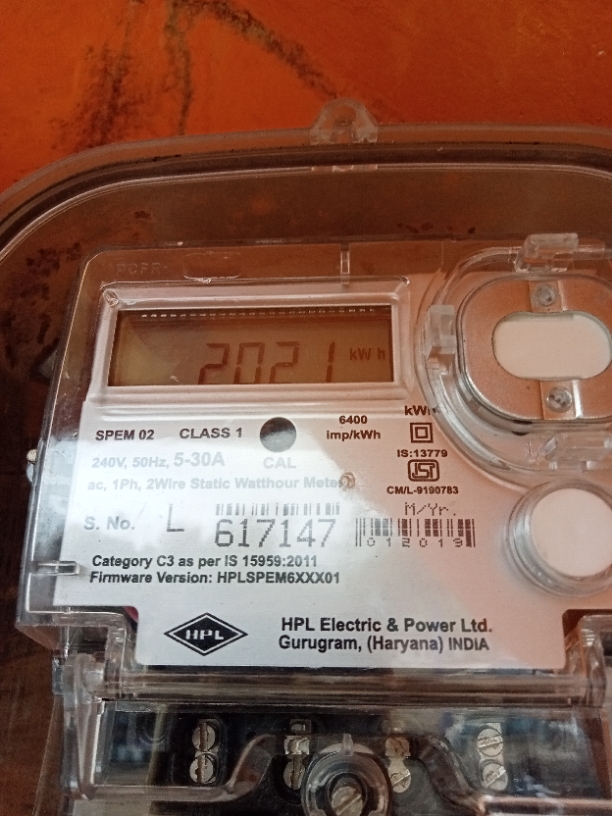 2021 kWh
SPEM 02 CLASS 1
6400
imp/kWh
kWh
240V, 50Hz, 5-30A
CAL
IS:13779
ISI
ac, 1Ph, 2Wire Static Watthour Meter
CM/L-9190783
S. No. L 617147
M/Yr.
012019
Category C3 as per IS 15959:2011
Firmware Version: HPLSPEM6XXX01
HPL
HPL Electric & Power Ltd.
Gurugram, (Haryana) INDIA